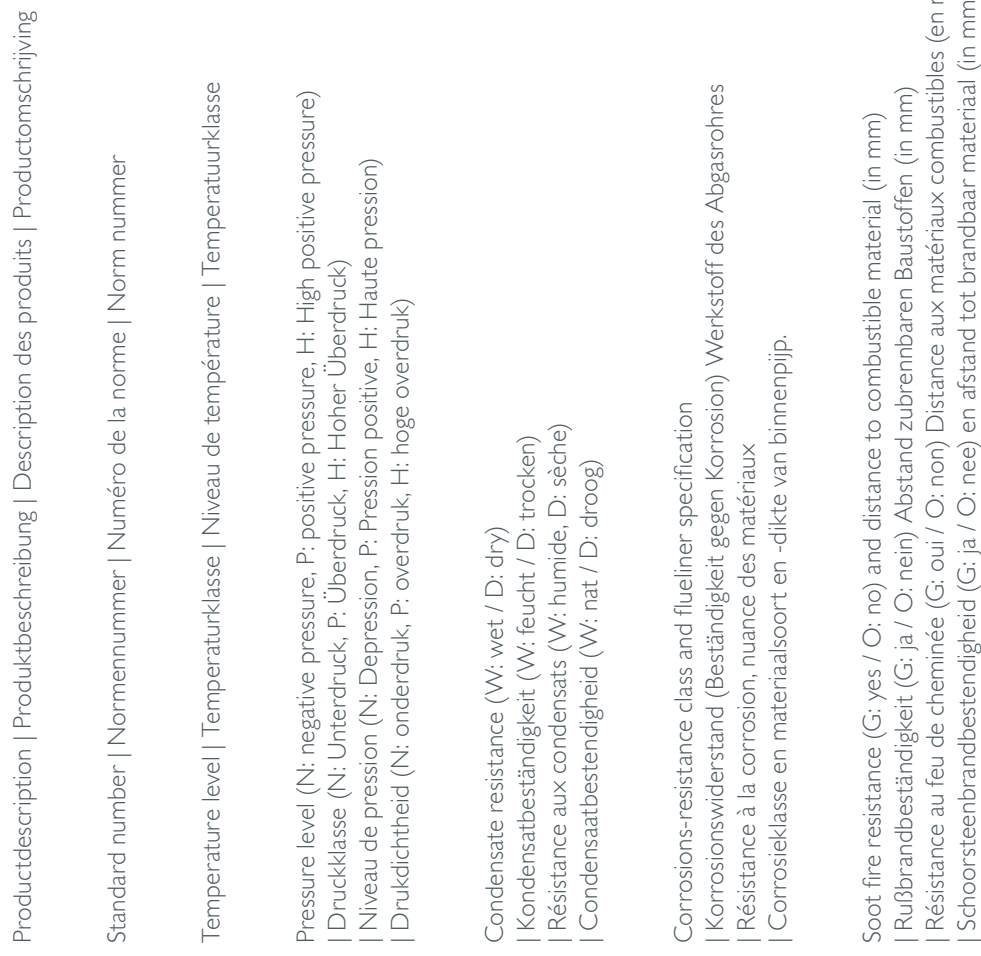 Productdescription | Produktbeschreibung | Description des produits | Productomschrijving
Standard number | Normennummer | Numéro de la norme | Norm nummer
Temperature level | Temperaturklasse | Niveau de température | Temperatuurklasse
Pressure level (N: negative pressure, P: positive pressure, H: High positive pressure)
| Druckklasse (N: Unterdruck, P: Überdruck, H: Hoher Überdruck)
| Niveau de pression (N: Depression, P: Pression positive, H: Haute pression)
| Drukdichtheid (N: onderdruk, P: overdruk, H: hoge overdruk)
Condensate resistance (W: wet / D: dry)
| Kondensatbeständigkeit (W: feucht / D: trocken)
| Résistance aux condensats (W: humide, D: sèche)
| Condensaatbestendigheid (W: nat / D: droog)
Corrosions-resistance class and flueliner specification
| Korrosionswiderstand (Beständigkeit gegen Korrosion) Werkstoff des Abgasrohres
| Résistance à la corrosion, nuance des matériaux
| Corrosieklasse en materiaalsoort en -dikte van binnenpijp.
Soot fire resistance (G: yes / O: no) and distance to combustible material (in mm)
| Rußbrandbeständigkeit (G: ja / O: nein) Abstand zubrennbaren Baustoffen (in mm)
| Résistance au feu de cheminée (G: oui / O: non) Distance aux matériaux combustibles (en
| Schoorsteenbrandbestendigheid (G: ja / O: nee) en afstand tot brandbaar materiaal (in mm